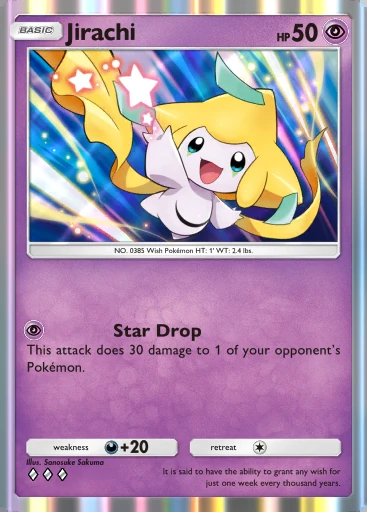 BASIC
Jirachi
HP 50
NO. 0385 Wish Pokémon HT: 1' WT: 2.4 lbs.
Star Drop
This attack does 30 damage to 1 of your opponent's
Pokémon.
weakness +20
retreat
Illus. Sanosuke Sakuma
It is said to have the ability to grant any wish for
just one week every thousand years.